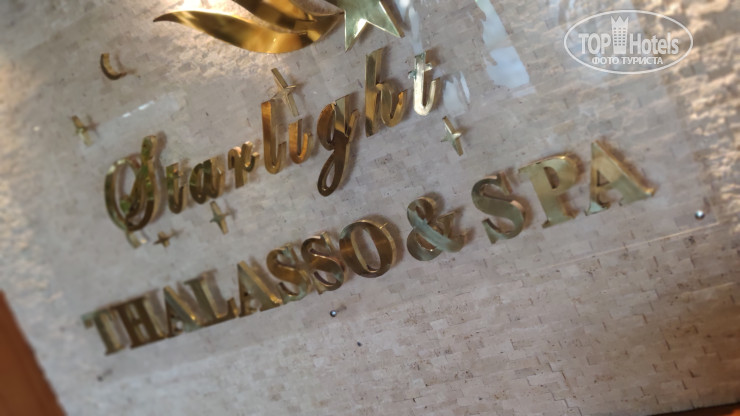 TOP Hotels
ФОТО ТУРИСТА
Starlight
THALASSO & SPA